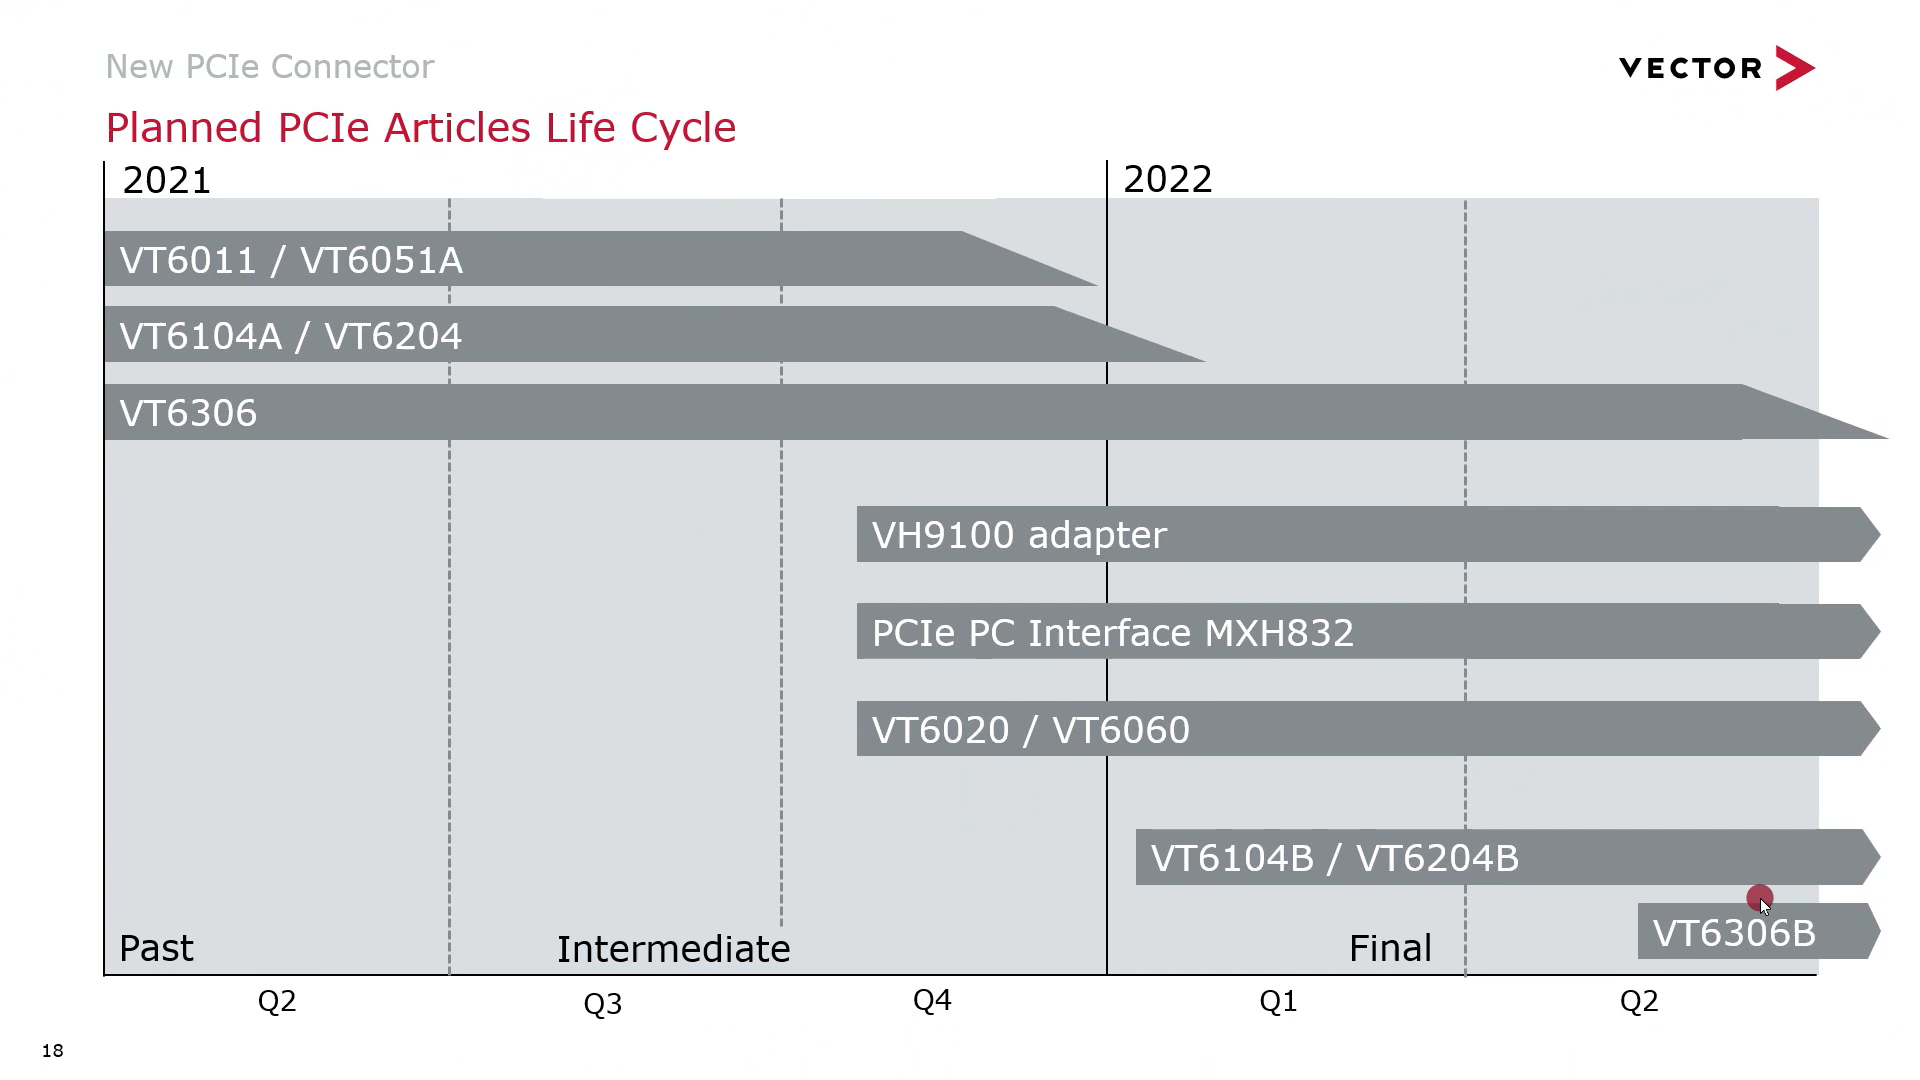 New PCIe Connector
VECTOR
Planned PCIe Articles Life Cycle
2021
2022
VT6011 / VT6051A
VT6104A / VT6204
VT6306
VH9100 adapter
PCIe PC Interface MXH832
VT6020 / VT6060
VT6104B / VT6204B
VT6306B
Past
Intermediate
Final
Q2
Q3
Q4
Q1
Q2
18